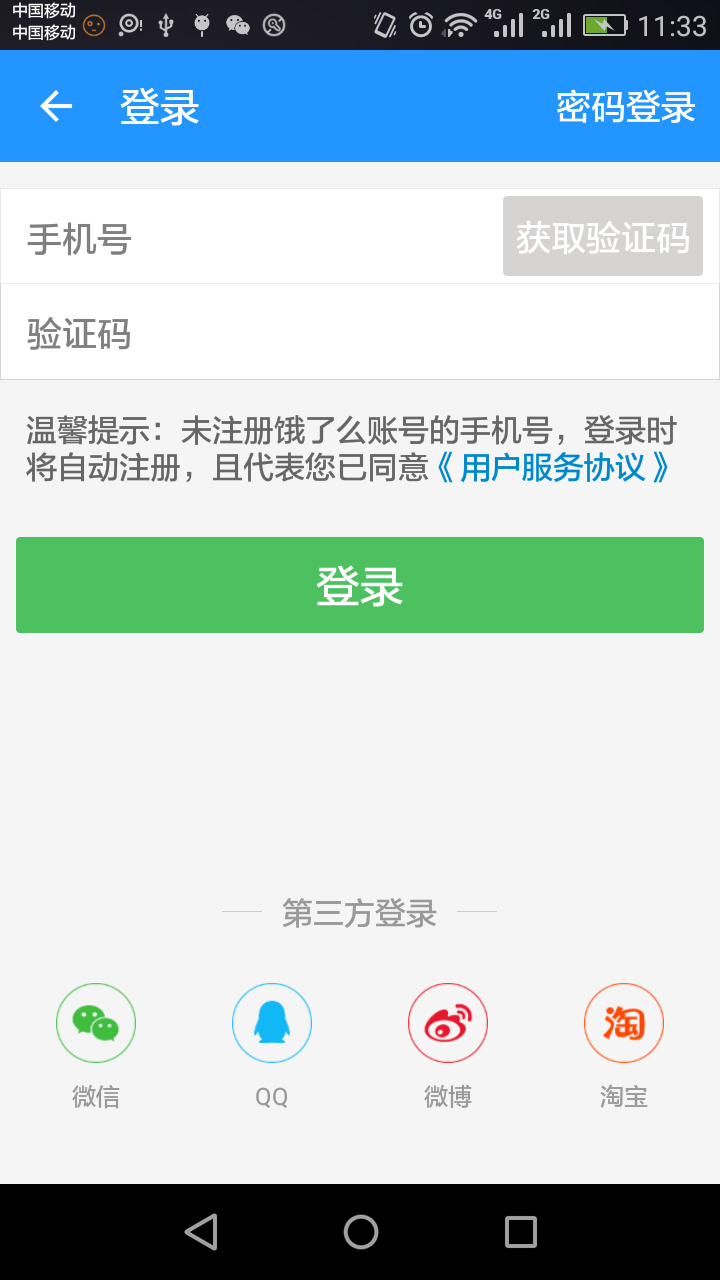 中国移动
中国移动
4G
2G
11:33
登录
密码登录
手机号
获取验证码
验证码
温馨提示：未注册饿了么账号的手机号，登录时
将自动注册，且代表您已同意《用户服务协议》
登录
第三方登录
淘
微信
QQ
微博
淘宝